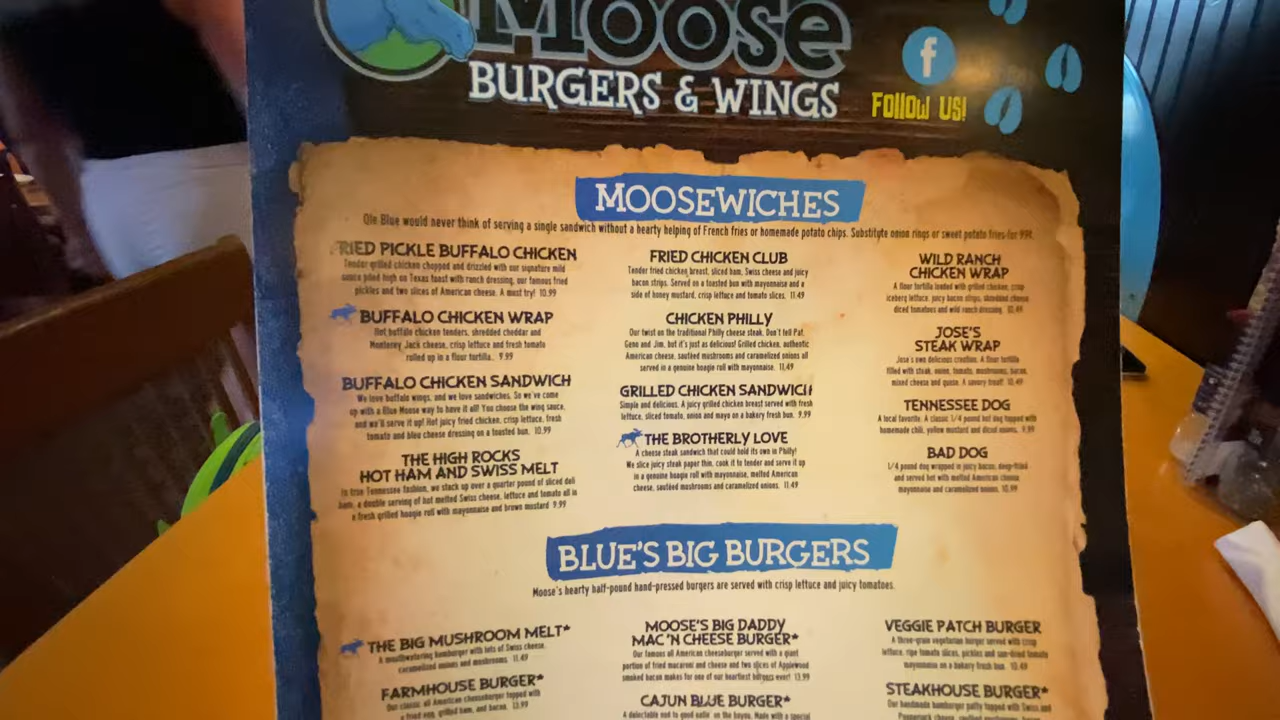 Moose
BURGERS & WINGS
Follow US!
MOOSEWICHES
Ole Blue would never think of serving a single sandwich without a hearty helping of French fries or homemade potato chips. Substitute onion rings or sweet potato fries for 99¢.
FRIED PICKLE BUFFALO CHICKEN
Tender grilled chicken chopped and drizzled with our signature mild
sauce piled high on Texas toast with ranch dressing, our famous fried
pickles and two slices of American cheese. A must try! 10.99
BUFFALO CHICKEN WRAP
Hot buffalo chicken tenders, shredded cheddar and
Monterey Jack cheese, crisp lettuce and fresh tomato
rolled up in a flour tortilla. 9.99
BUFFALO CHICKEN SANDWICH
We love buffalo wings, and we love sandwiches. So we've come
up with a Blue Moose way to have it all! You choose the wing sauce,
and we'll serve it up! Hot juicy fried chicken, crisp lettuce, fresh
tomato and bleu cheese dressing on a toasted bun. 10.99
THE HIGH ROCKS
HOT HAM AND SWISS MELT
In true Tennessee fashion, we stack up over a quarter pound of sliced deli
ham, a double serving of hot melted Swiss cheese, lettuce and tomato all in
a fresh grilled hoagie roll with mayonnaise and brown mustard 9.99
FRIED CHICKEN CLUB
Tender fried chicken breast, sliced ham, Swiss cheese and juicy
bacon strips. Served on a toasted bun with mayonnaise and a
side of honey mustard, crisp lettuce and tomato slices. 11.49
CHICKEN PHILLY
Our twist on the traditional Philly cheese steak. Don't tell Pat,
Geno and Jim, but it's just as delicious! Grilled chicken, authentic
American cheese, sautéed mushrooms and caramelized onions all
served in a genuine hoagie roll with mayonnaise. 11.49
GRILLED CHICKEN SANDWICH
Simple and delicious. A juicy grilled chicken breast served with fresh
lettuce, sliced tomato, onion and mayo on a bakery fresh bun. 9.99
THE BROTHERLY LOVE
A cheese steak sandwich that could hold its own in Philly!
We slice juicy steak paper thin, cook it to tender and serve it up
in a genuine hoagie roll with mayonnaise, melted American
cheese, sautéed mushrooms and caramelized onions. 11.49
WILD RANCH
CHICKEN WRAP
A flour tortilla loaded with grilled chicken, crisp
iceberg lettuce, juicy bacon strips, shredded cheese
diced tomatoes and wild ranch dressing. 10.49
JOSE'S
STEAK WRAP
Jose's own delicious creation. A flour tortilla
filled with steak, onion, tomato, mushrooms, bacon,
mixed cheese and queso. A savory treat! 10.49
TENNESSEE DOG
A local favorite. A classic 1/4 pound hot dog topped with
homemade chili, yellow mustard and diced onions. 9.99
BAD DOG
1/4 pound dog wrapped in juicy bacon, deep-fried
and served hot with melted American cheese
mayonnaise and caramelized onions. 10.99
BLUE'S BIG BURGERS
Moose's hearty half-pound hand-pressed burgers are served with crisp lettuce and juicy tomatoes.
THE BIG MUSHROOM MELT*
A mouthwatering hamburger with lots of Swiss cheese,
caramelized onions and mushrooms. 11.49
FARMHOUSE BURGER*
Our classic all American cheeseburger topped with
a fried egg, grilled ham, and bacon. 13.99
MOOSE'S BIG DADDY
MAC 'N CHEESE BURGER*
Our famous all American cheeseburger served with a giant
portion of fried macaroni and cheese and two slices of Applewood
smoked bacon makes for one of our heartiest burgers ever! 13.99
CAJUN BLUE BURGER*
A delectable nod to good eatin' on the bayou. Made with a special
VEGGIE PATCH BURGER
A three-grain vegetarian burger served with crisp
lettuce, ripe tomato slices, pickles and sun-dried tomato
mayonnaise on a bakery fresh bun. 10.49
STEAKHOUSE BURGER*
Our handmade hamburger patty topped with Swiss and